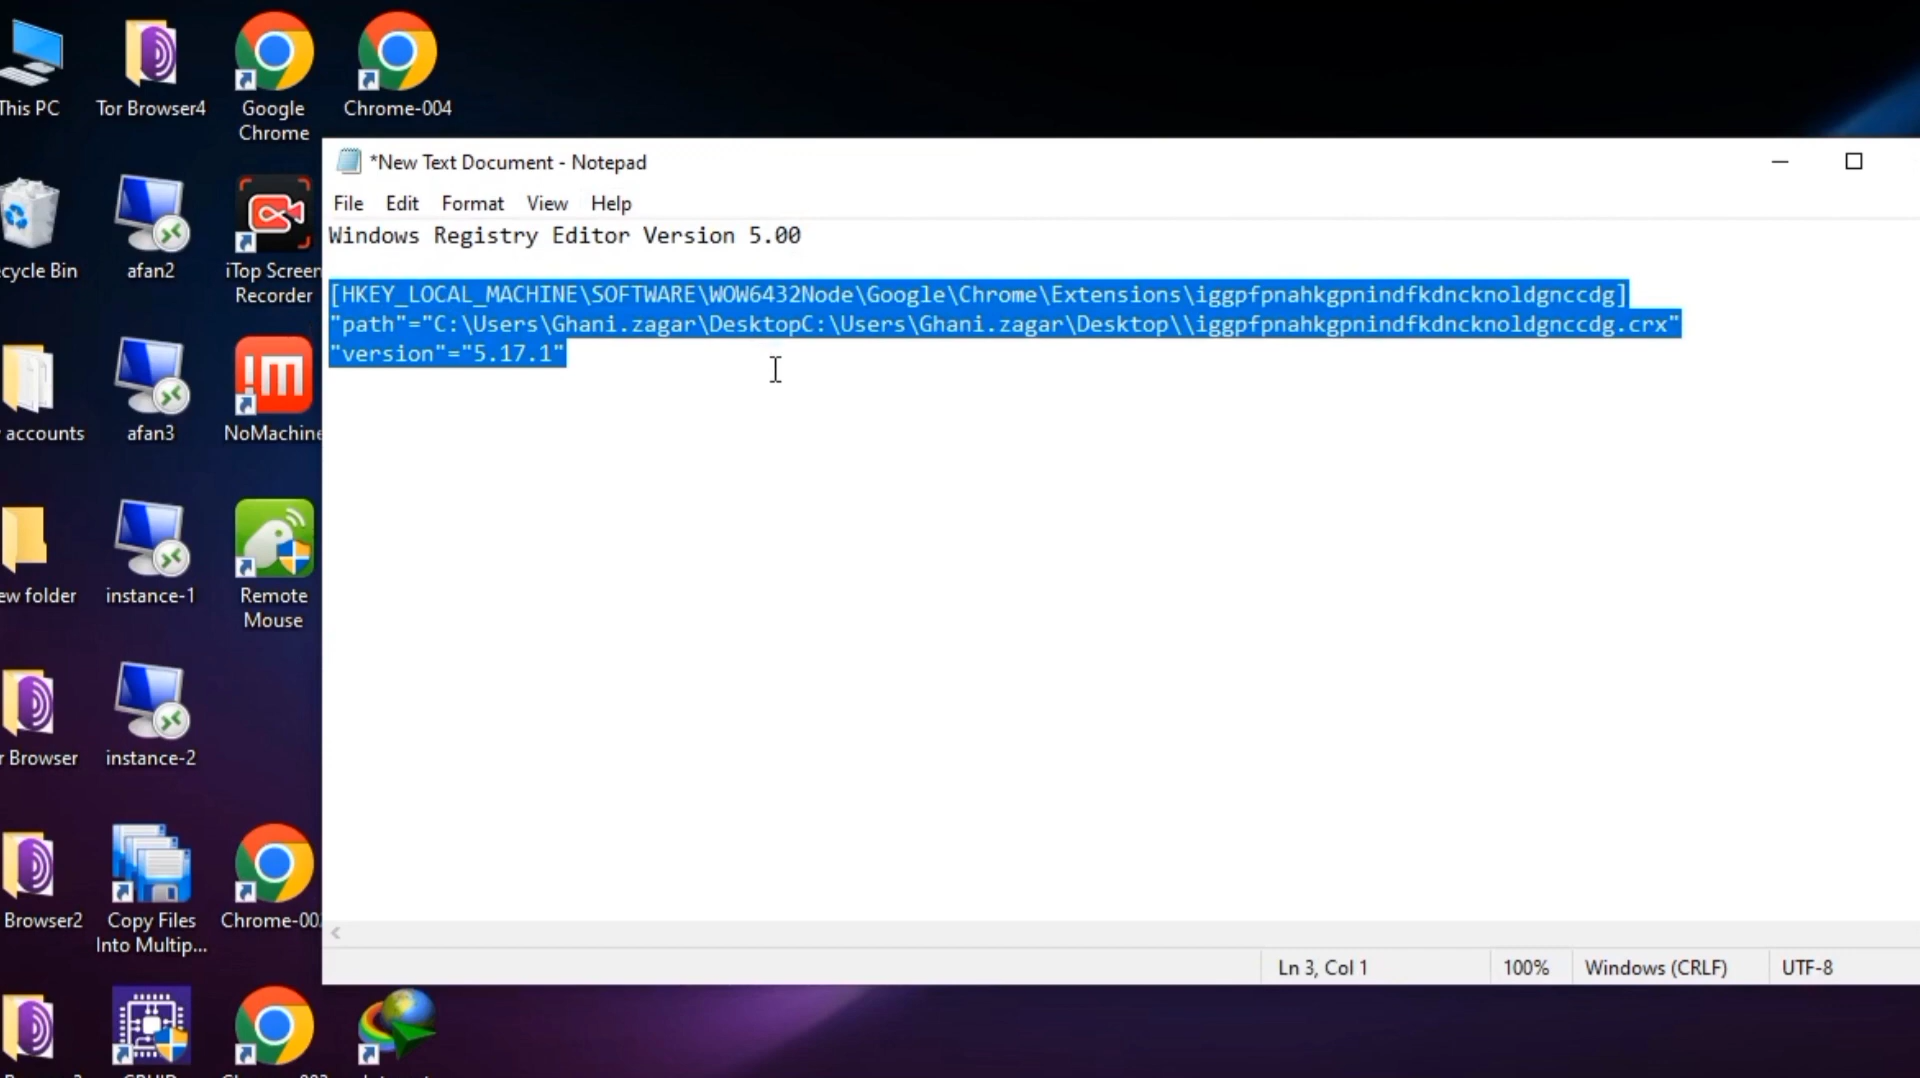 This PC
Tor Browser4
Google
Chrome
Chrome-004
*New Text Document - Notepad
File Edit Format View Help
Windows Registry Editor Version 5.00
[HKEY_LOCAL_MACHINE\SOFTWARE\WOW6432Node\Google\Chrome\Extensions\iggpfpnahkgpnindfkdncknoldgnccdg]
"path"="C:\Users\Ghani.zagar\DesktopC:\Users\Ghani.zagar\Desktop\\iggpfpnahkgpnindfkdncknoldgnccdg.crx"
"version"="5.17.1"
ecycle Bin
afan2
iTop Screen
Recorder
accounts
afan3
NoMachine
ew folder
instance-1
Remote
Mouse
r Browser
instance-2
Browser2
Copy Files
Into Multip...
Chrome-00
Ln 3, Col 1
100%
Windows (CRLF)
UTF-8